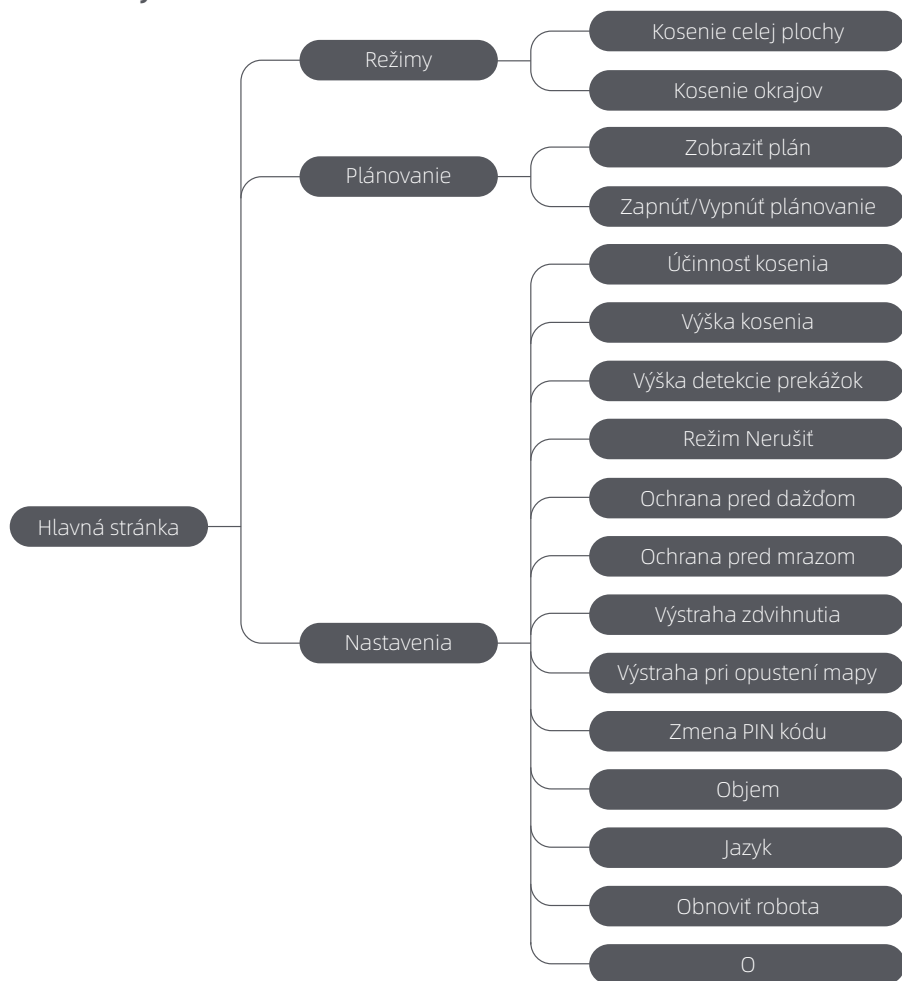 Režimy
Kosenie celej plochy
Kosenie okrajov
Plánovanie
Zobraziť plán
Zapnúť/Vypnúť plánovanie
Hlavná stránka
Nastavenia
Účinnosť kosenia
Výška kosenia
Výška detekcie prekážok
Režim Nerušiť
Ochrana pred dažďom
Ochrana pred mrazom
Výstraha zdvihnutia
Výstraha pri opustení mapy
Zmena PIN kódu
Objem
Jazyk
Obnoviť robota
O